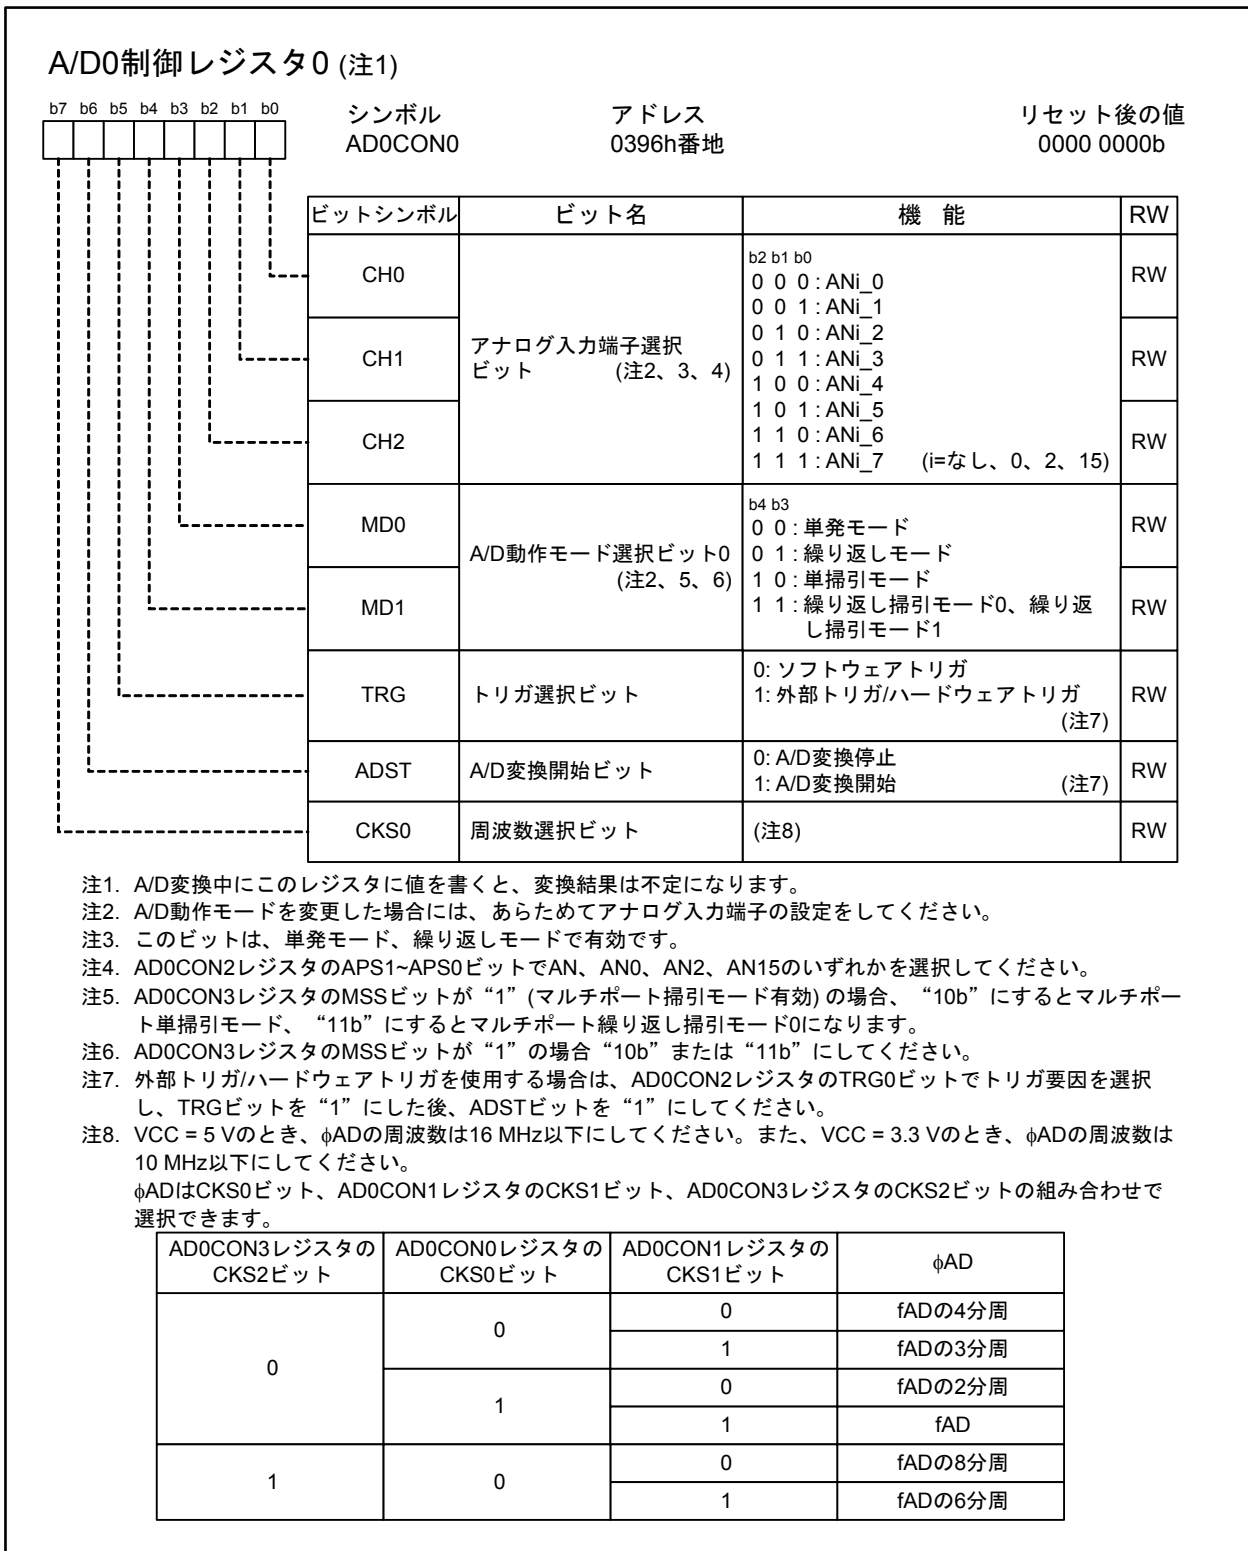 A/D0制御レジスタ0 (注1)
b7 b6 b5 b4 b3 b2 b1 b0
シンボル アドレス リセット後の値
AD0CON0 0396h番地 0000 0000b
ビットシンボル ビット名 機 能 RW
CH0 RW
CH1 RW
CH2 RW
アナログ入力端子選択
ビット (注2、3、4)
b2 b1 b0
0 0 0 : ANi_0
0 0 1 : ANi_1
0 1 0 : ANi_2
0 1 1 : ANi_3
1 0 0 : ANi_4
1 0 1 : ANi_5
1 1 0 : ANi_6
1 1 1 : ANi_7 (i=なし、0、2、15)
MD0 RW
MD1 RW
A/D動作モード選択ビット0
(注2、5、6)
b4 b3
0 0 : 単発モード
0 1 : 繰り返しモード
1 0 : 単掃引モード
1 1 : 繰り返し掃引モード0、繰り返
し掃引モード1
TRG トリガ選択ビット RW
0: ソフトウェアトリガ
1: 外部トリガ/ハードウェアトリガ
(注7)
ADST A/D変換開始ビット RW
0: A/D変換停止
1: A/D変換開始 (注7)
CKS0 周波数選択ビット (注8) RW
注1. A/D変換中にこのレジスタに値を書くと、変換結果は不定になります。
注2. A/D動作モードを変更した場合には、あらためてアナログ入力端子の設定をしてください。
注3. このビットは、単発モード、繰り返しモードで有効です。
注4. AD0CON2レジスタのAPS1~APS0ビットでAN、AN0、AN2、AN15のいずれかを選択してください。
注5. AD0CON3レジスタのMSSビットが“1” (マルチポート掃引モード有効) の場合、“10b”にするとマルチポー
ト単掃引モード、“11b”にするとマルチポート繰り返し掃引モード0になります。
注6. AD0CON3レジスタのMSSビットが“1”の場合“10b”または“11b”にしてください。
注7. 外部トリガ/ハードウェアトリガを使用する場合は、AD0CON2レジスタのTRG0ビットでトリガ要因を選択
し、TRGビットを“1”にした後、ADSTビットを“1”にしてください。
注8. VCC = 5 Vのとき、ϕADの周波数は16 MHz以下にしてください。また、VCC = 3.3 Vのとき、ϕADの周波数は
10 MHz以下にしてください。
ϕADはCKS0ビット、AD0CON1レジスタのCKS1ビット、AD0CON3レジスタのCKS2ビットの組み合わせで
選択できます。
AD0CON3レジスタの AD0CON0レジスタの AD0CON1レジスタの ϕAD
CKS2ビット CKS0ビット CKS1ビット
0 0 0 fADの4分周
1 fADの3分周
1 0 fADの2分周
1 fAD
1 0 0 fADの8分周
1 fADの6分周